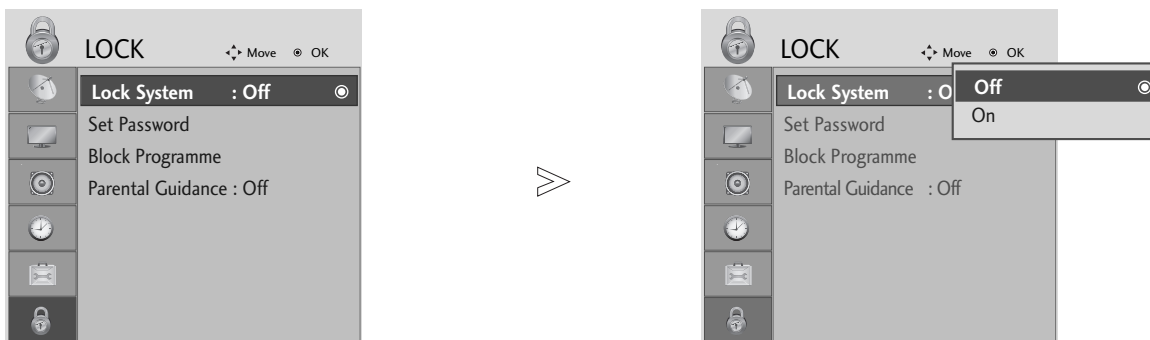 LOCK Move OK
Lock System : Off
Set Password
Block Programme
Parental Guidance : Off
LOCK Move OK
Lock System : O
Set Password
Block Programme
Parental Guidance : Off
Off
On